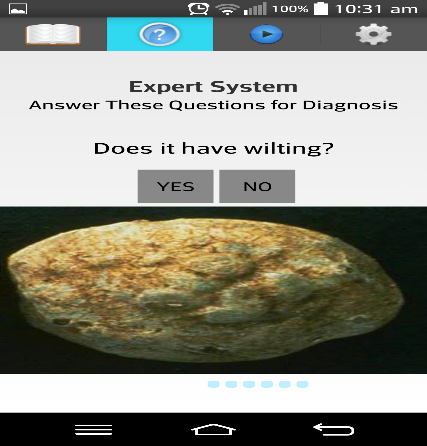 100% 10:31 am
?
Expert System
Answer These Questions for Diagnosis
Does it have wilting?
YES NO